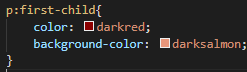 p:first-child{
    color: darkred;
    background-color: darksalmon;
}